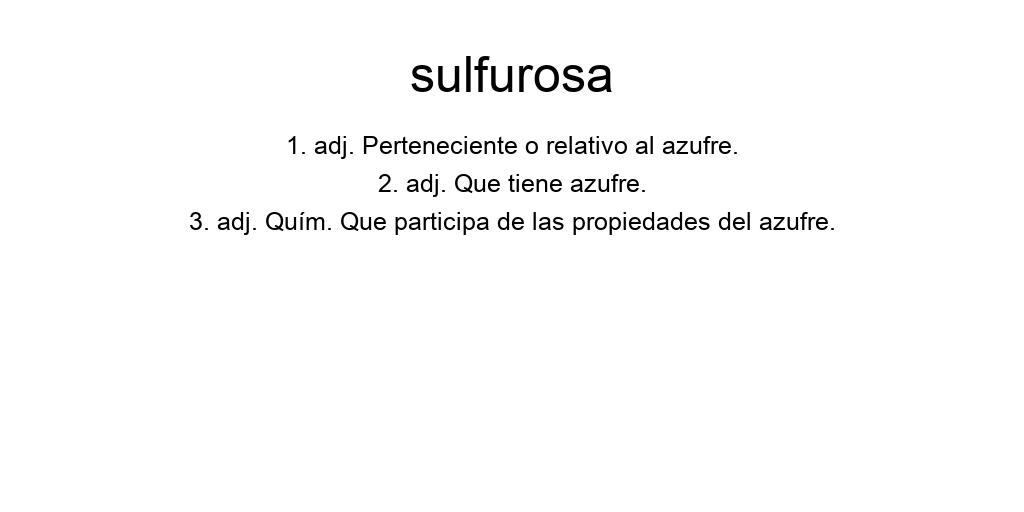 sulfurosa
1. adj. Perteneciente o relativo al azufre.
2. adj. Que tiene azufre.
3. adj. Quím. Que participa de las propiedades del azufre.